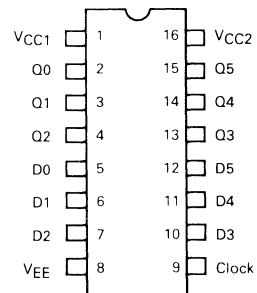 VCC1 1 16 VCC2
Q0 2 15 Q5
Q1 3 14 Q4
Q2 4 13 Q3
D0 5 12 D5
D1 6 11 D4
D2 7 10 D3
VEE 8 9 Clock